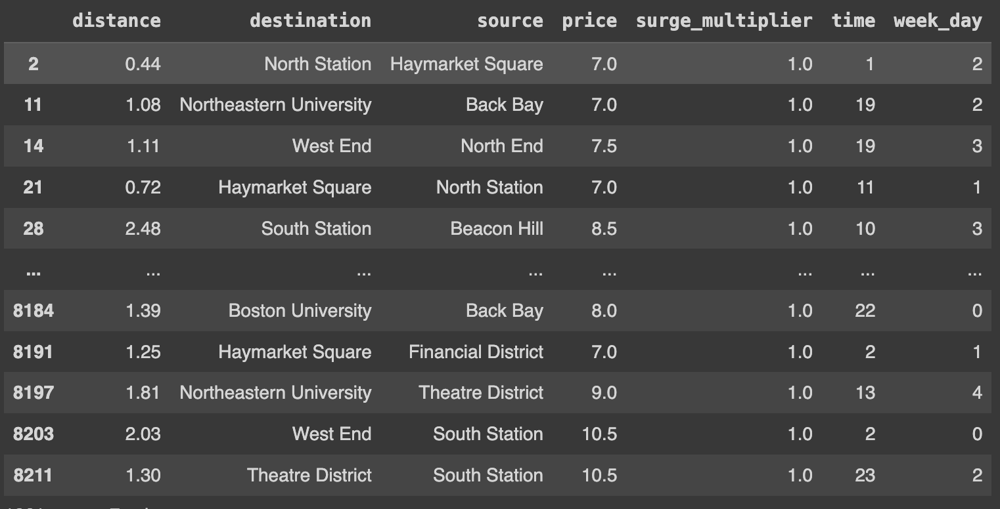 distance destination source price surge_multiplier time week_day
2 0.44 North Station Haymarket Square 7.0 1.0 1 2
11 1.08 Northeastern University Back Bay 7.0 1.0 19 2
14 1.11 West End North End 7.5 1.0 19 3
21 0.72 Haymarket Square North Station 7.0 1.0 11 1
28 2.48 South Station Beacon Hill 8.5 1.0 10 3
... ... ... ... ... ... ... ...
8184 1.39 Boston University Back Bay 8.0 1.0 22 0
8191 1.25 Haymarket Square Financial District 7.0 1.0 2 1
8197 1.81 Northeastern University Theatre District 9.0 1.0 13 4
8203 2.03 West End South Station 10.5 1.0 2 0
8211 1.30 Theatre District South Station 10.5 1.0 23 2